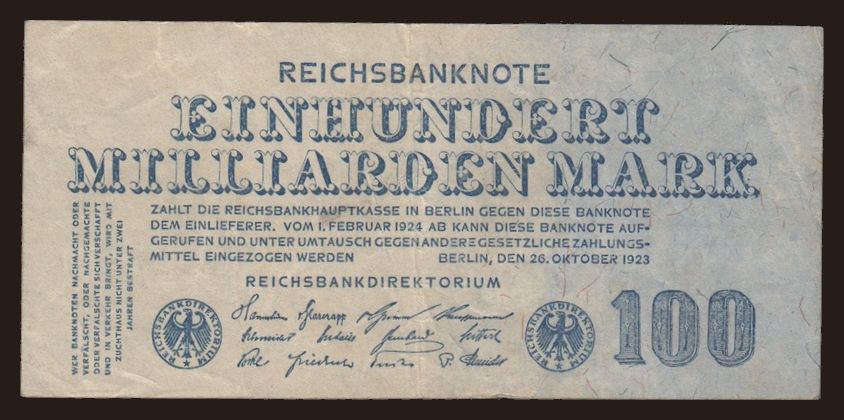 REICHSBANKNOTE
EINHUNDERT
MILLIARDEN MARK
ZAHLT DIE REICHSBANKHAUPTKASSE IN BERLIN GEGEN DIESE BANKNOTE
DEM EINLIEFERER. VOM 1. FEBRUAR 1924 AB KANN DIESE BANKNOTE AUF-
GERUFEN UND UNTER UMTAUSCH GEGEN ANDERE GESETZLICHE ZAHLUNGS-
MITTEL EINGEZOGEN WERDEN BERLIN, DEN 26. OKTOBER 1923
REICHSBANKDIREKTORIUM
WER BANKNOTEN NACHMACHT ODER
VERFÄLSCHT, ODER NACHGEMACHTE
ODER VERFÄLSCHTE SICH VERSCHAFFT
UND IN VERKEHR BRINGT, WIRD MIT
ZUCHTHAUS NICHT UNTER ZWEI
JAHREN BESTRAFT
REICHSBANKDIREKTORIUM
REICHSBANKDIREKTORIUM
100